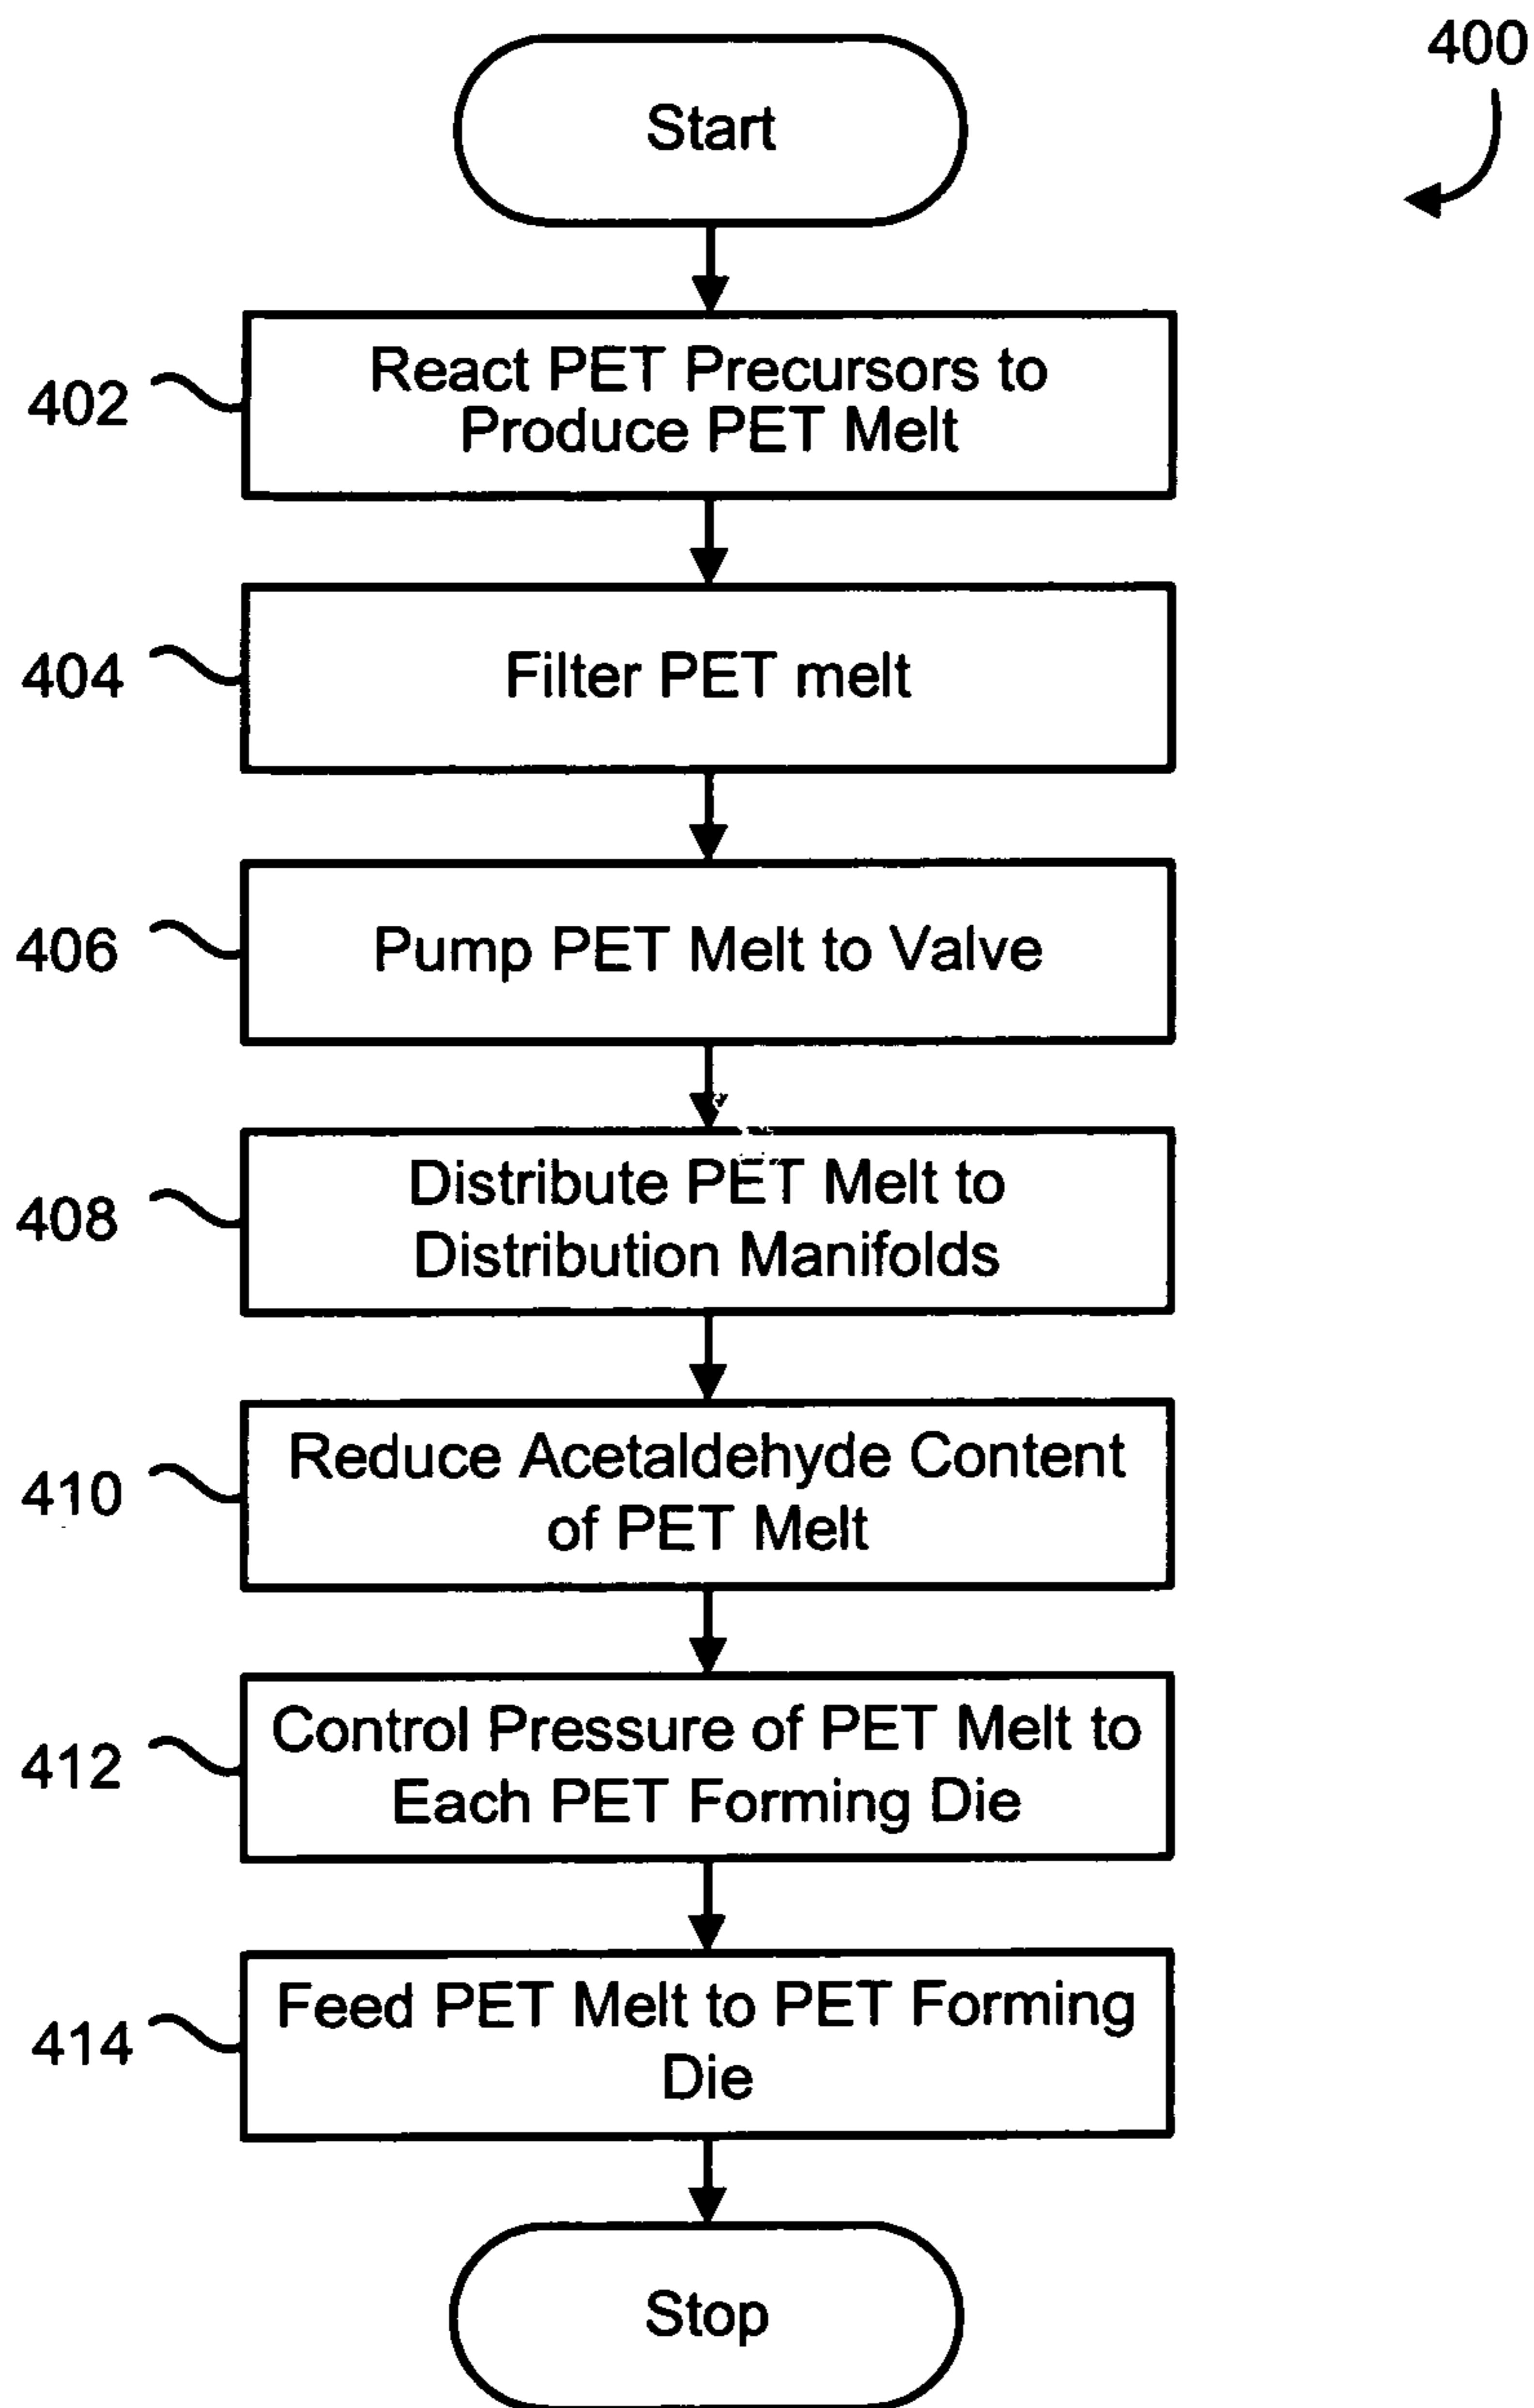 400
Start
402
React PET Precursors to
Produce PET Melt
404
Filter PET melt
406
Pump PET Melt to Valve
408
Distribute PET Melt to
Distribution Manifolds
410
Reduce Acetaldehyde Content
of PET Melt
412
Control Pressure of PET Melt to
Each PET Forming Die
414
Feed PET Melt to PET Forming
Die
Stop